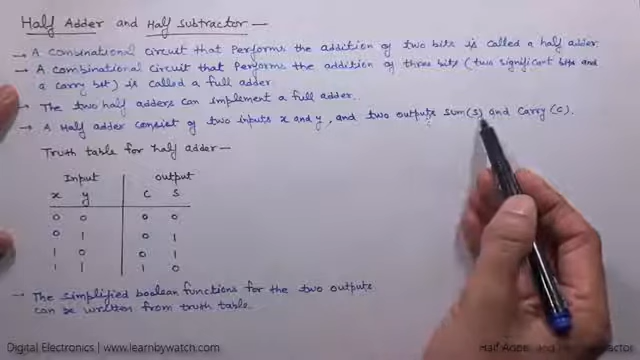 Half Adder and Half Subtractor —
→ A combinational circuit that performs the addition of two bits is called a half adder.
→ A combinational circuit that performs the addition of three bits (two significant bits and
a carry bit) is called a full adder.
→ The two half adders can implement a full adder.
→ A Half adder consist of two inputs x and y, and two outputs sum(s) and carry (c).
Truth table for half adder —
Input output
x y C S
0 0 0 0
0 1 0 1
1 0 0 1
1 1 1 0
→ The simplified boolean functions for the two outputs
can be written from truth table.
Digital Electronics | www.learnbywatch.com
Half Adder and